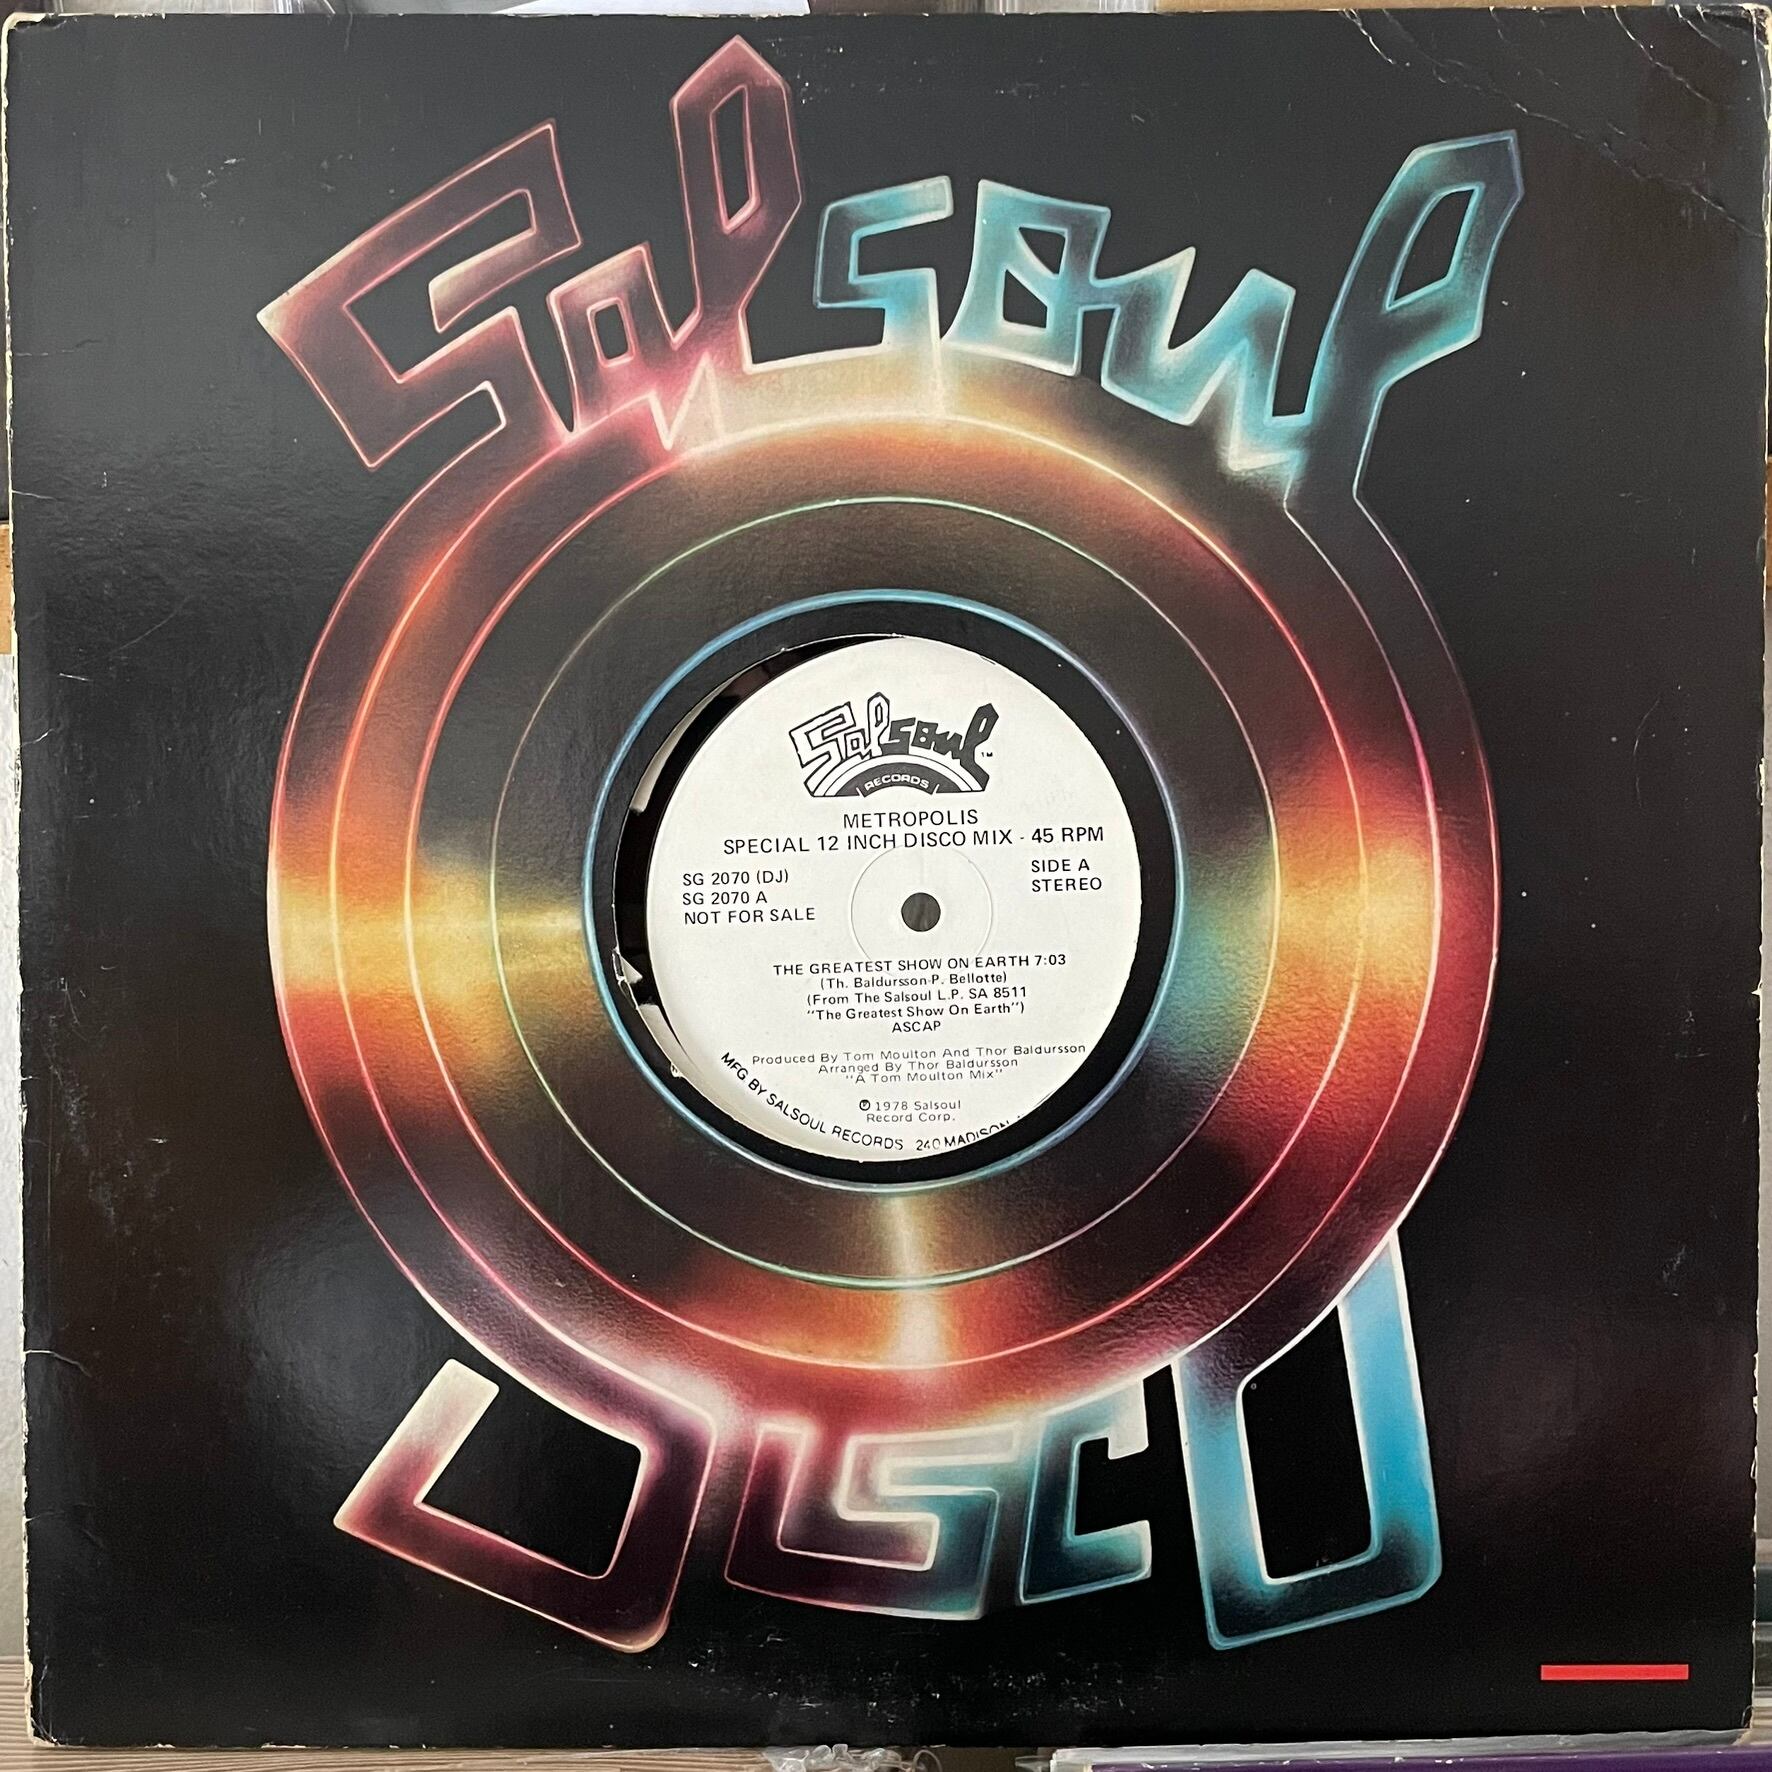 Salsoul
Salsoul
TM
RECORDS
METROPOLIS
SPECIAL 12 INCH DISCO MIX - 45 RPM
SG 2070 (DJ)
SG 2070 A
NOT FOR SALE
SIDE A
STEREO
THE GREATEST SHOW ON EARTH 7:03
(Th. Baldursson-P. Bellotte)
(From The Salsoul L.P. SA 8511
"The Greatest Show On Earth")
ASCAP
Produced By Tom Moulton And Thor Baldursson
Arranged By Thor Baldursson
"A Tom Moulton Mix"
℗ 1978 Salsoul
Record Corp.
MFG BY SALSOUL RECORDS 240 MADISON
DISCO